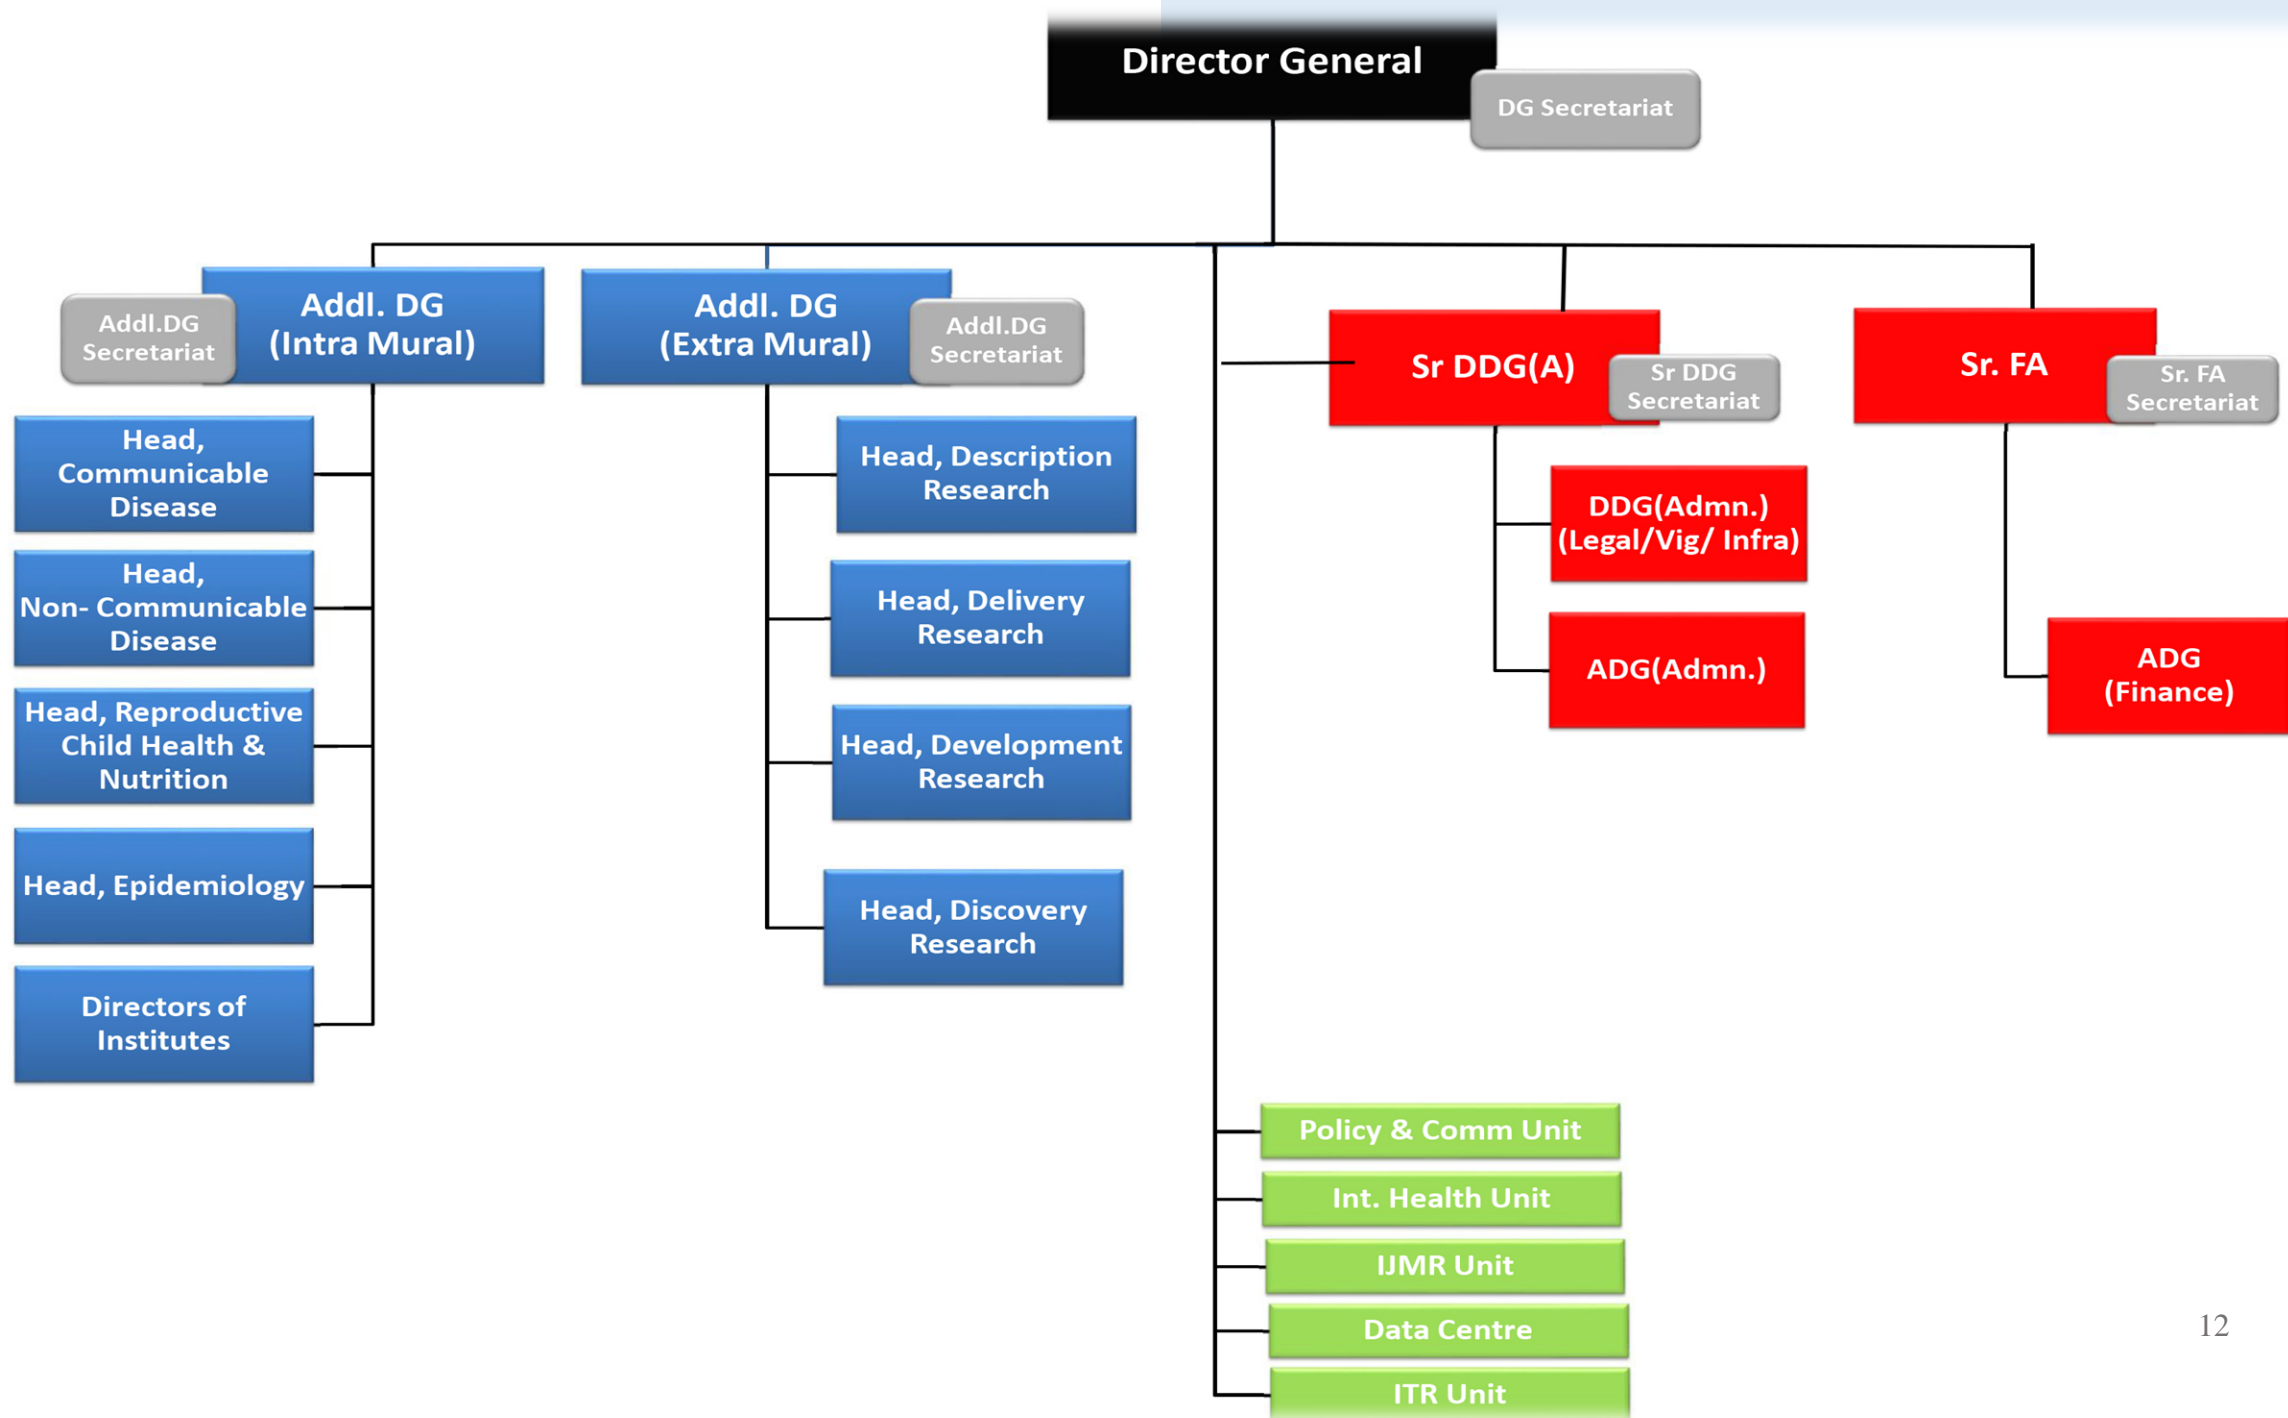 Director General
DG Secretariat
Addl.DG
Secretariat
Addl. DG
(Intra Mural)
Addl. DG
(Extra Mural)
Addl.DG
Secretariat
Sr DDG(A)
Sr DDG
Secretariat
Sr. FA
Sr. FA
Secretariat
Head,
Communicable
Disease
Head,
Non- Communicable
Disease
Head, Reproductive
Child Health &
Nutrition
Head, Epidemiology
Directors of
Institutes
Head, Description
Research
Head, Delivery
Research
Head, Development
Research
Head, Discovery
Research
DDG(Admn.)
(Legal/Vig/ Infra)
ADG(Admn.)
ADG
(Finance)
Policy & Comm Unit
Int. Health Unit
IJMR Unit
Data Centre
ITR Unit
12